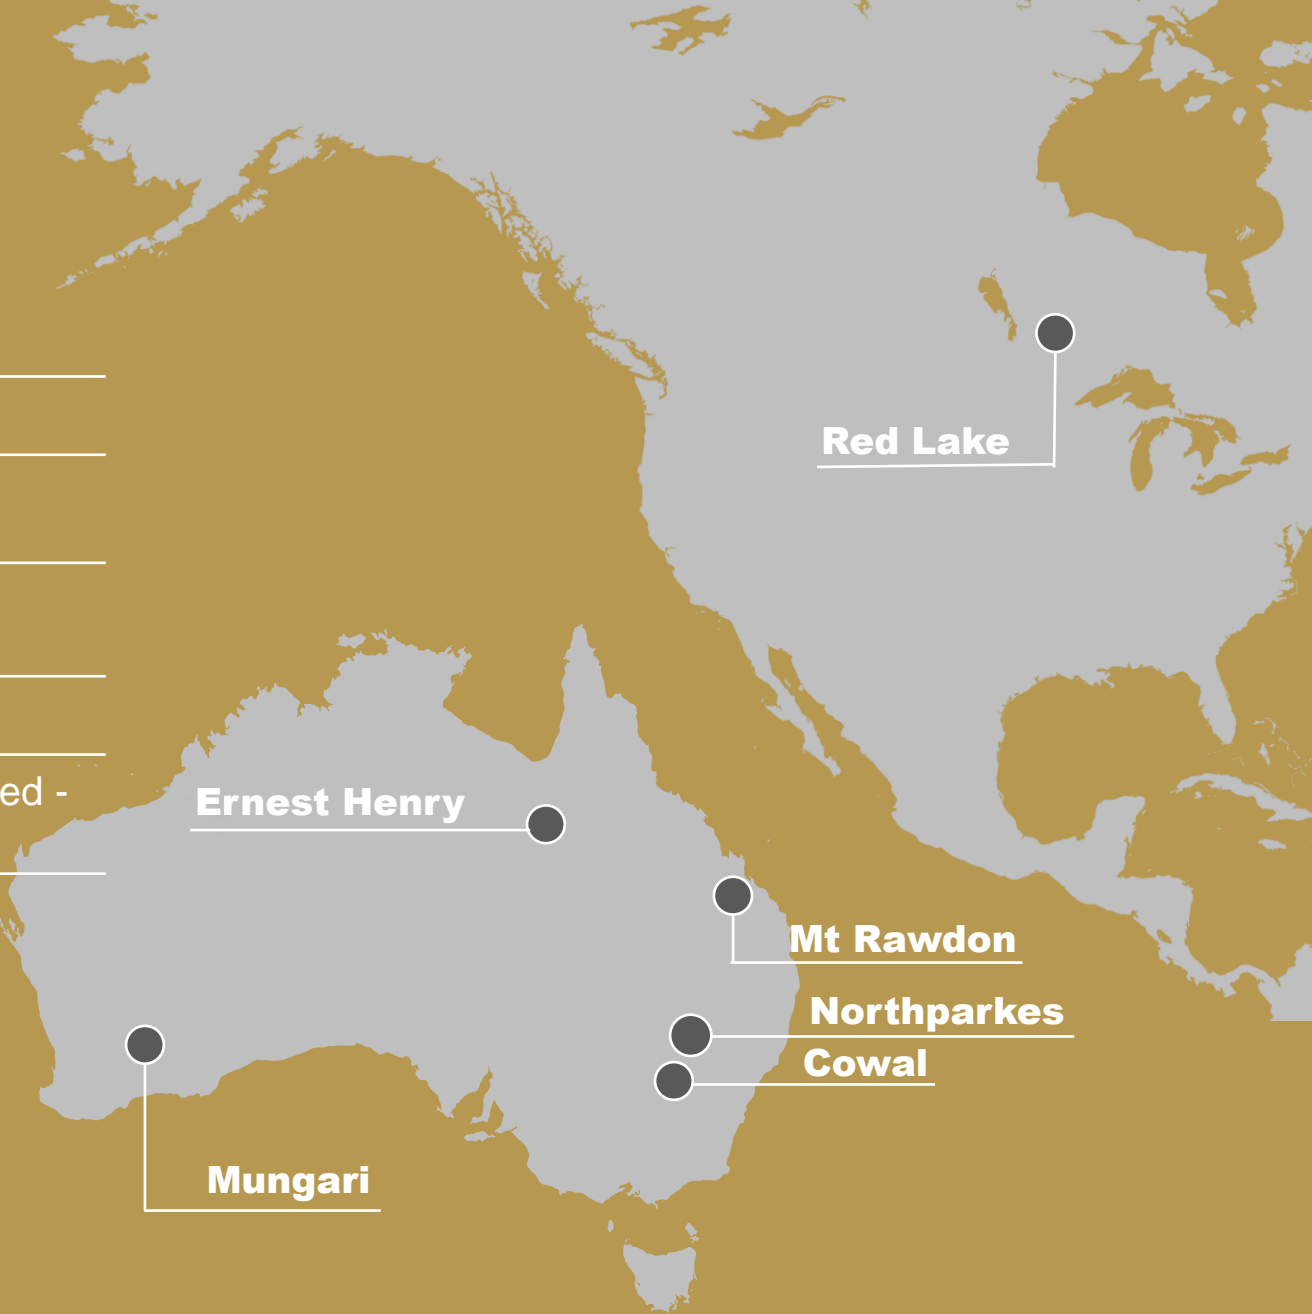 Red Lake
ed -
Ernest Henry
Mt Rawdon
Northparkes
Cowal
Mungari